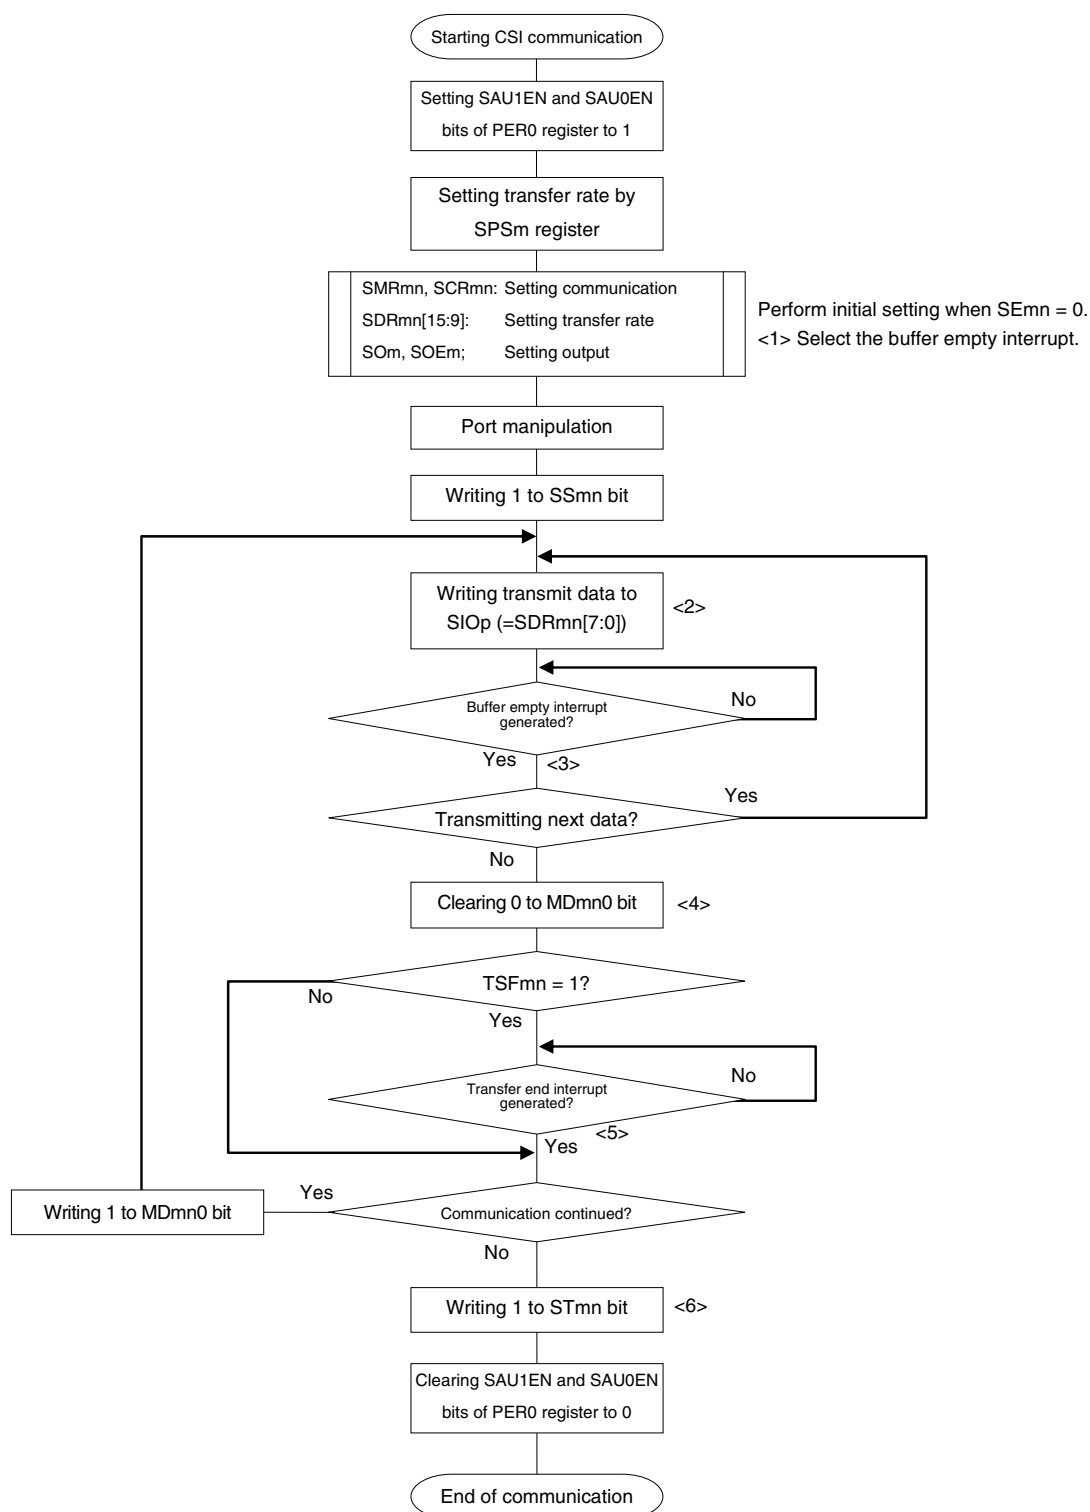 Starting CSI communication
Setting SAU1EN and SAU0EN
bits of PER0 register to 1
Setting transfer rate by
SPSm register
SMRmn, SCRmn: Setting communication
SDRmn[15:9]: Setting transfer rate
SOm, SOEm; Setting output
Perform initial setting when SEmn = 0.
<1> Select the buffer empty interrupt.
Port manipulation
Writing 1 to SSmn bit
Writing transmit data to
SIOp (=SDRmn[7:0])
<2>
Buffer empty interrupt
generated?
No
Yes
<3>
Transmitting next data?
Yes
No
Clearing 0 to MDmn0 bit
<4>
TSFmn = 1?
No
Yes
Transfer end interrupt
generated?
No
<5>
Yes
Communication continued?
Yes
Writing 1 to MDmn0 bit
No
Writing 1 to STmn bit
<6>
Clearing SAU1EN and SAU0EN
bits of PER0 register to 0
End of communication